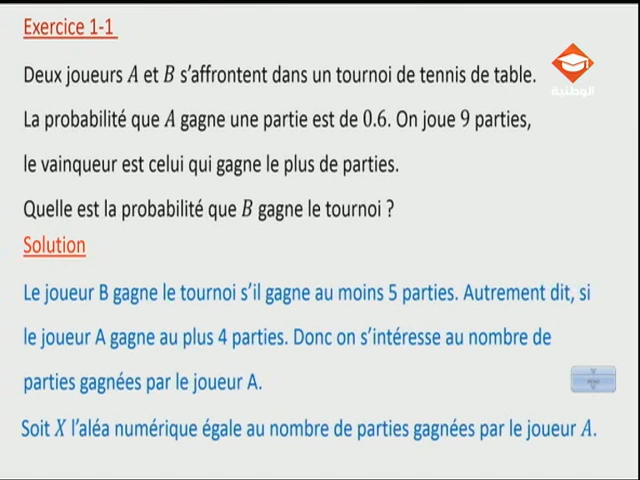 Exercice 1-1
Deux joueurs A et B s'affrontent dans un tournoi de tennis de table.
الوطنية
La probabilité que A gagne une partie est de 0.6. On joue 9 parties,
le vainqueur est celui qui gagne le plus de parties.
Quelle est la probabilité que B gagne le tournoi ?
Solution
Le joueur B gagne le tournoi s'il gagne au moins 5 parties. Autrement dit, si
le joueur A gagne au plus 4 parties. Donc on s'intéresse au nombre de
parties gagnées par le joueur A.
Soit X l'aléa numérique égale au nombre de parties gagnées par le joueur A.